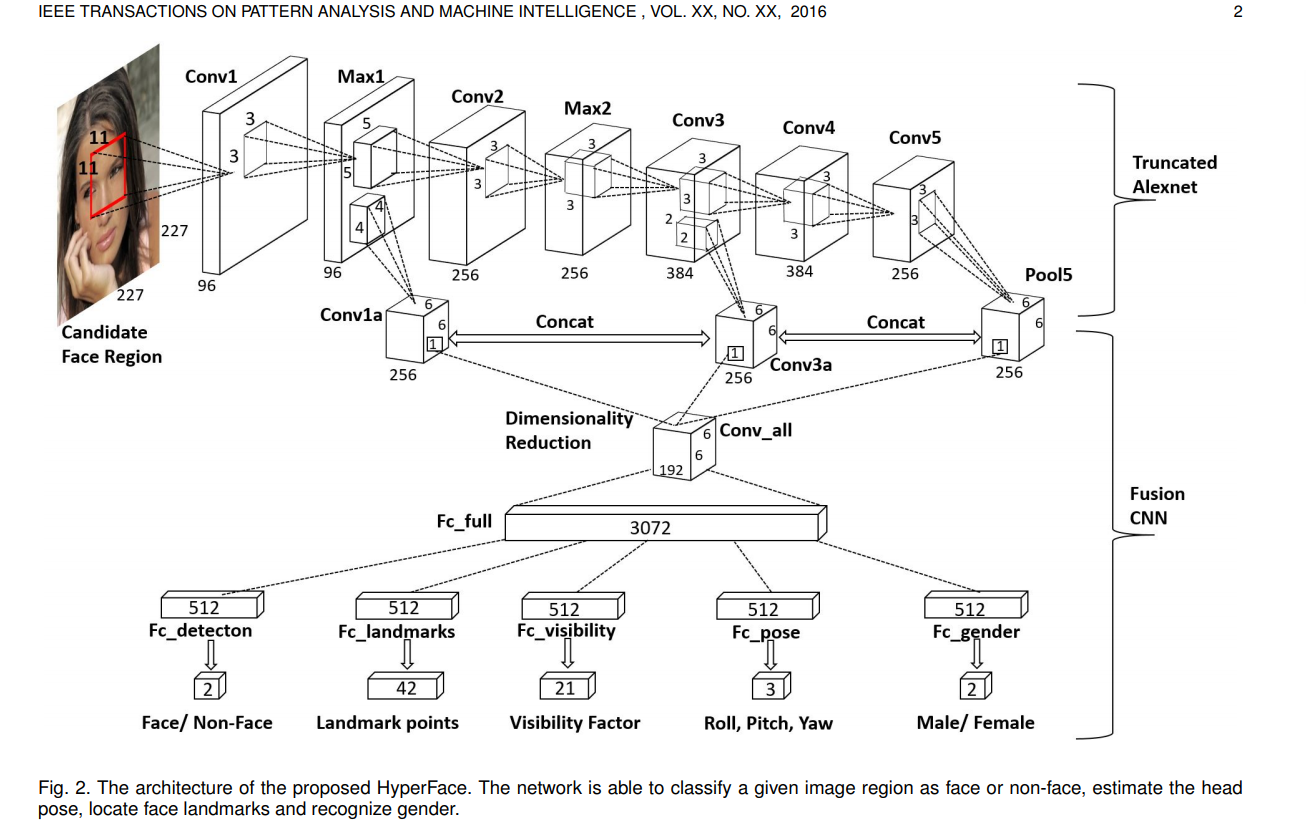 IEEE TRANSACTIONS ON PATTERN ANALYSIS AND MACHINE INTELLIGENCE , VOL. XX, NO. XX, 2016
2
Conv1
Max1
Conv2
Max2
Conv3
Conv4
Conv5
11
11
3
3
5
5
4
4
3
3
3
3
3
3
2
2
3
3
3
3
227
227
96
96
256
256
384
384
256
Truncated
Alexnet
Candidate
Face Region
Conv1a
6
6
1
256
Concat
6
6
1
256
Conv3a
Concat
Pool5
6
6
1
256
Dimensionality
Reduction
6
6
192
Conv_all
Fc_full
3072
Fusion
CNN
512
512
512
512
512
Fc_detecton
Fc_landmarks
Fc_visibility
Fc_pose
Fc_gender
2
42
21
3
2
Face/ Non-Face
Landmark points
Visibility Factor
Roll, Pitch, Yaw
Male/ Female
Fig. 2. The architecture of the proposed HyperFace. The network is able to classify a given image region as face or non-face, estimate the head
pose, locate face landmarks and recognize gender.